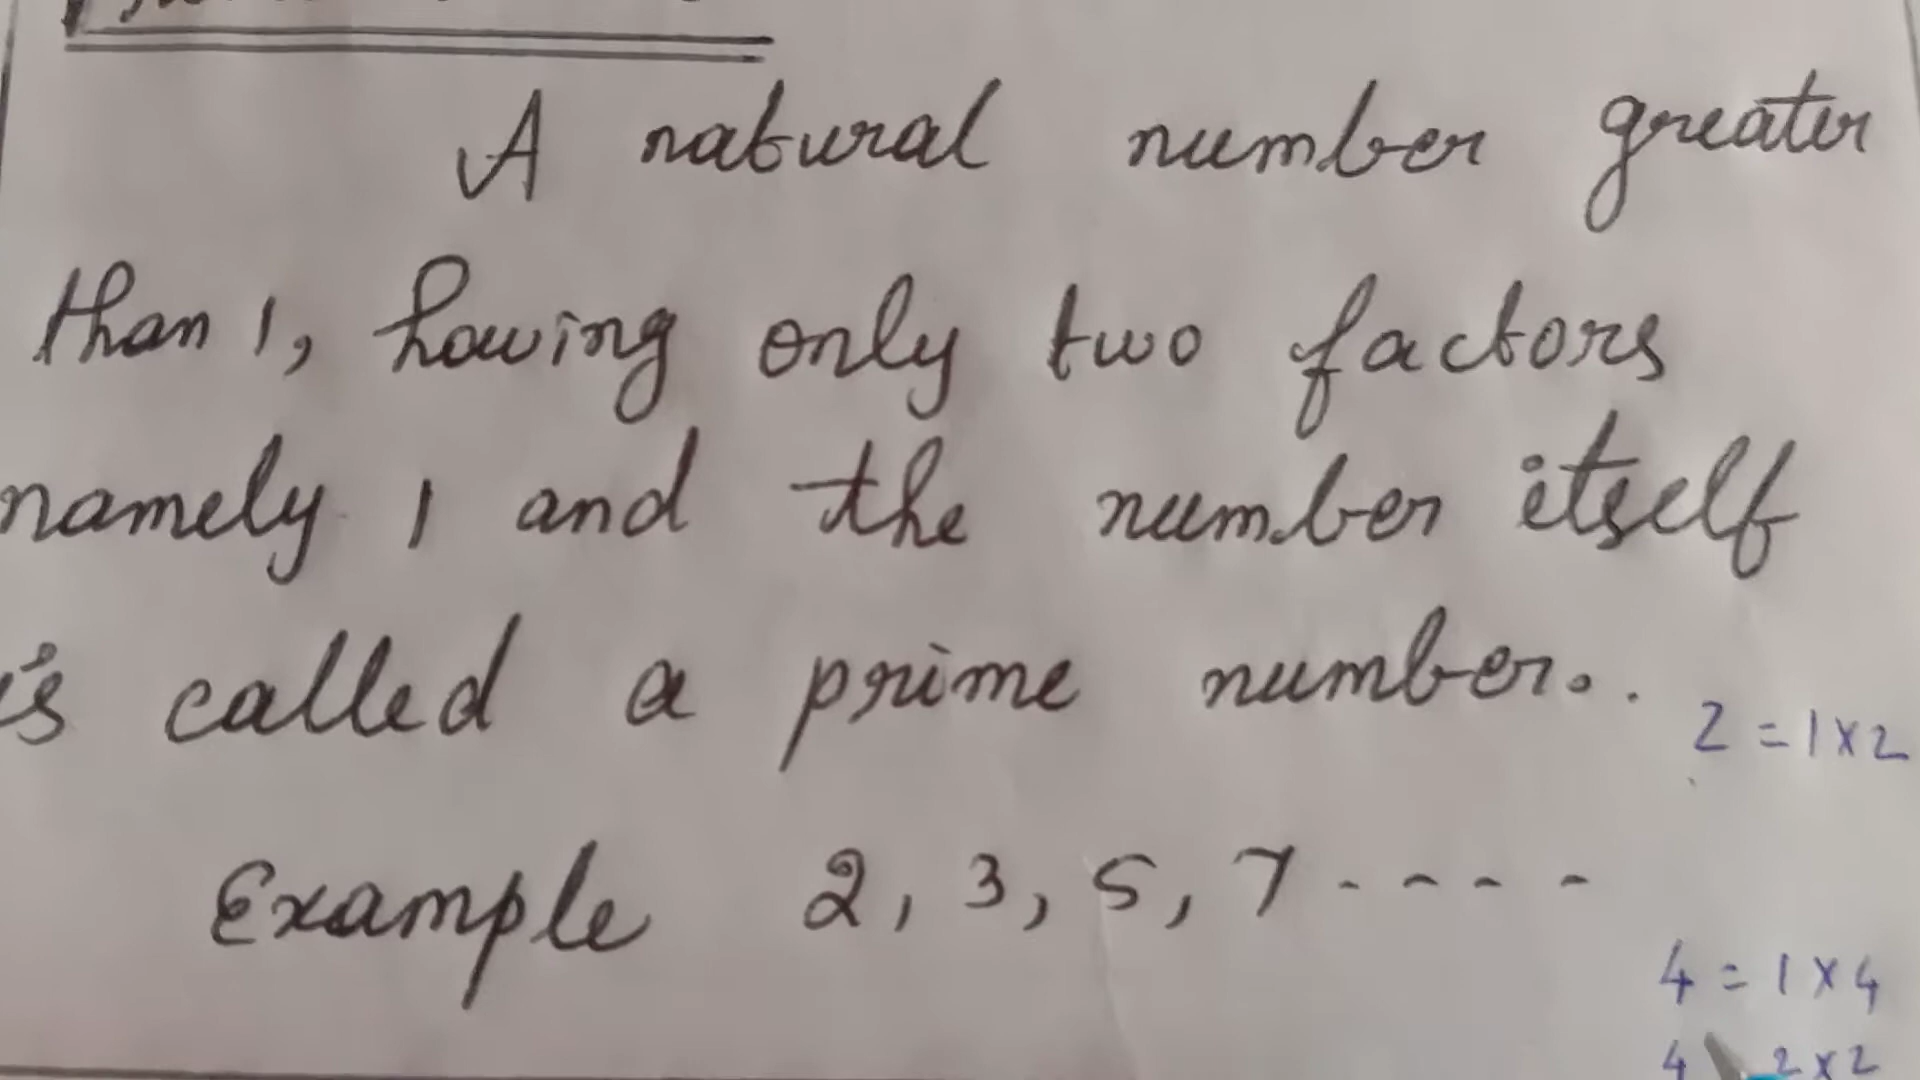 A natural number greater
than 1, having only two factors
namely 1 and the number itself
is called a prime number..
2 = 1 x 2
Example 2, 3, 5, 7 - - - -
4 = 1 x 4
4 2 x 2